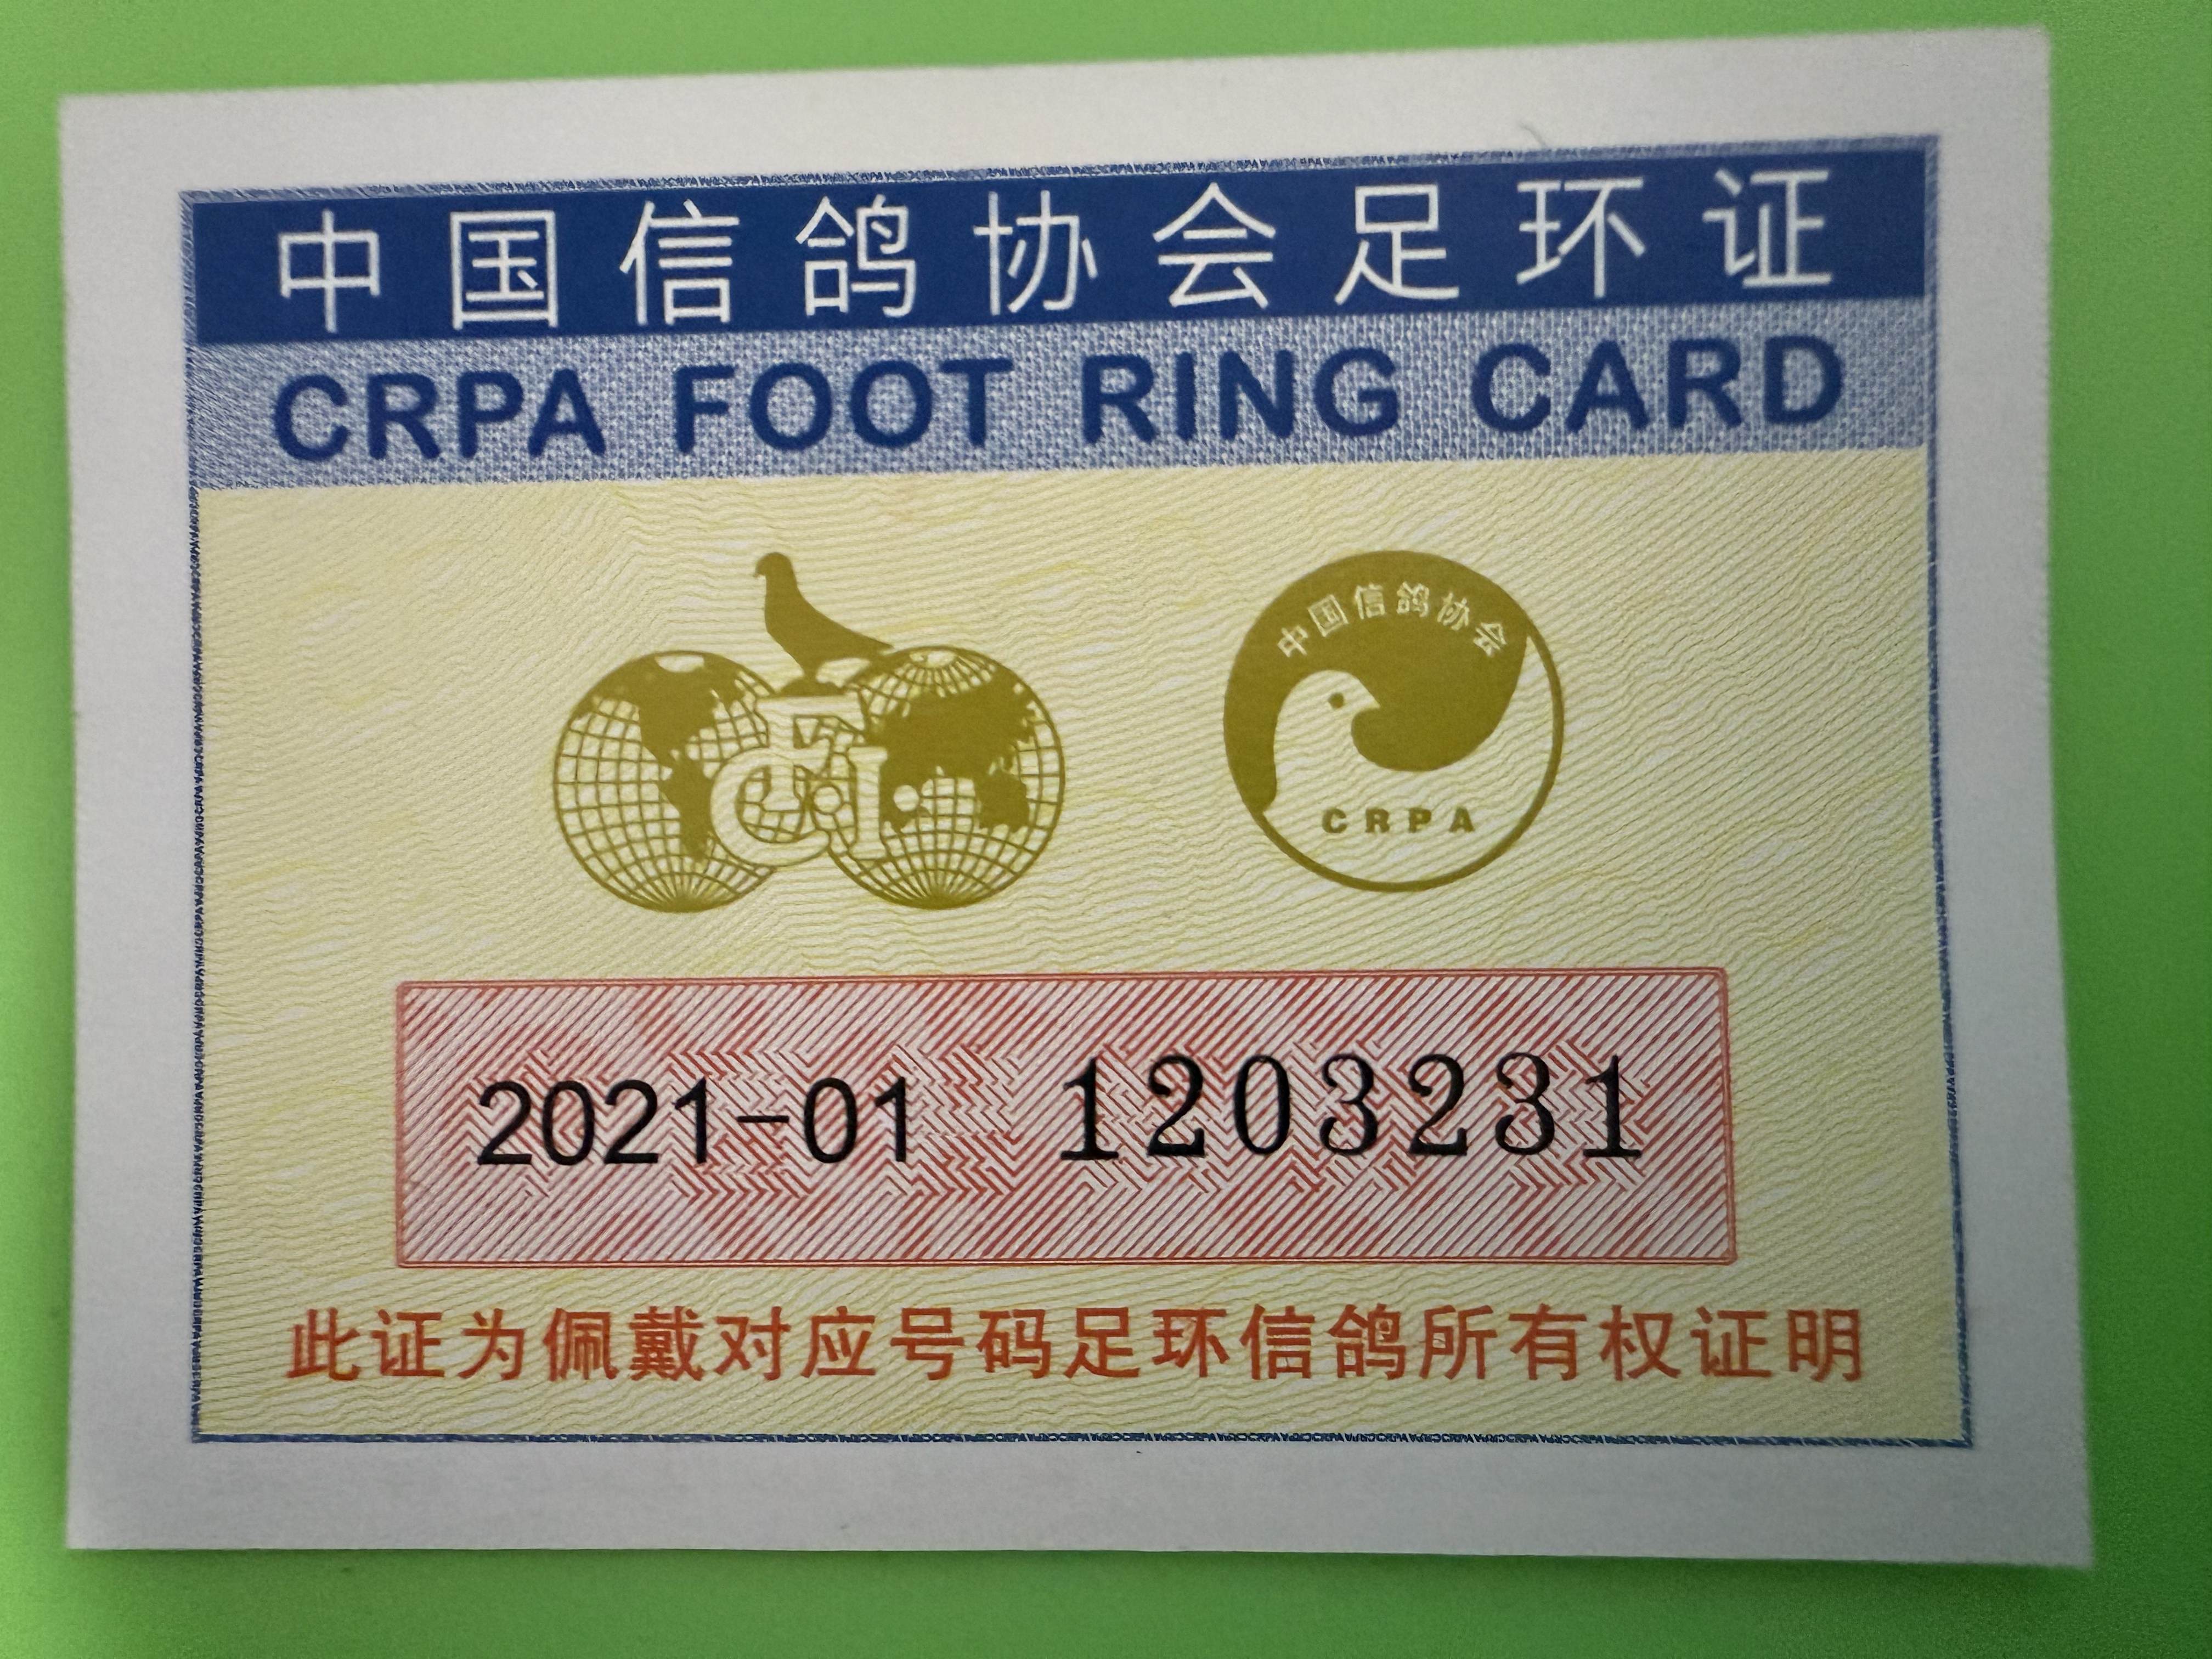 中国信鸽协会足环证
CRPA FOOT RING CARD
中国信鸽协会
CRPA
2021-01 1203231
此证为佩戴对应号码足环信鸽所有权证明